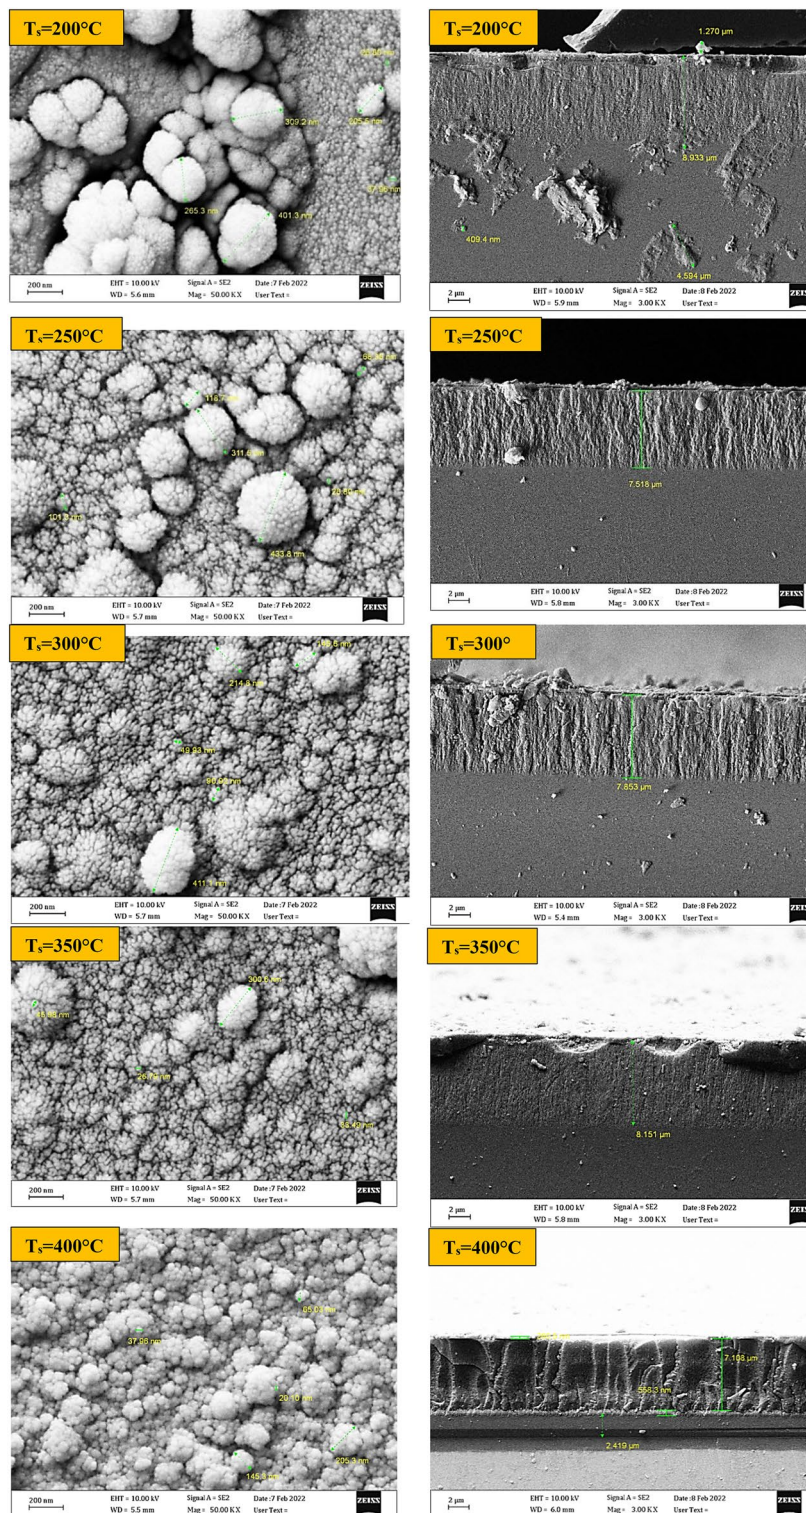 Ts=200°C
309.2 nm
265.3 nm
401.3 nm
200 nm
EHT = 10.00 kV Signal A = SE2 Date :7 Feb 2022
WD = 5.6 mm Mag = 50.00 KX User Text =
ZEISS
Ts=200°C
1.270 µm
8.933 µm
409.4 nm
4.594 µm
2 µm
EHT = 10.00 kV Signal A = SE2 Date :8 Feb 2022
WD = 5.9 mm Mag = 3.00 KX User Text =
Ts=250°C
433.8 nm
200 nm
EHT = 10.00 kV Signal A = SE2 Date :7 Feb 2022
WD = 5.7 mm Mag = 50.00 KX User Text =
ZEISS
Ts=250°C
7.518 µm
2 µm
EHT = 10.00 kV Signal A = SE2 Date :8 Feb 2022
WD = 5.8 mm Mag = 3.00 KX User Text =
ZEISS
Ts=300°C
214.8 nm
49.93 nm
411.1 nm
200 nm
EHT = 10.00 kV Signal A = SE2 Date :7 Feb 2022
WD = 5.7 mm Mag = 50.00 KX User Text =
ZEISS
Ts=300°
7.853 µm
2 µm
EHT = 10.00 kV Signal A = SE2 Date :8 Feb 2022
WD = 5.4 mm Mag = 3.00 KX User Text =
Ts=350°C
300.6 nm
200 nm
EHT = 10.00 kV Signal A = SE2 Date :7 Feb 2022
WD = 5.7 mm Mag = 50.00 KX User Text =
ZEISS
Ts=350°C
8.151 µm
2 µm
EHT = 10.00 kV Signal A = SE2 Date :8 Feb 2022
WD = 5.8 mm Mag = 3.00 KX User Text =
Ts=400°C
37.96 nm
205.3 nm
145.3 nm
200 nm
EHT = 10.00 kV Signal A = SE2 Date :7 Feb 2022
WD = 5.5 mm Mag = 50.00 KX User Text =
ZEISS
Ts=400°C
7.108 µm
558.3 nm
2.419 µm
2 µm
EHT = 10.00 kV Signal A = SE2 Date :8 Feb 2022
WD = 6.0 mm Mag = 3.00 KX User Text =